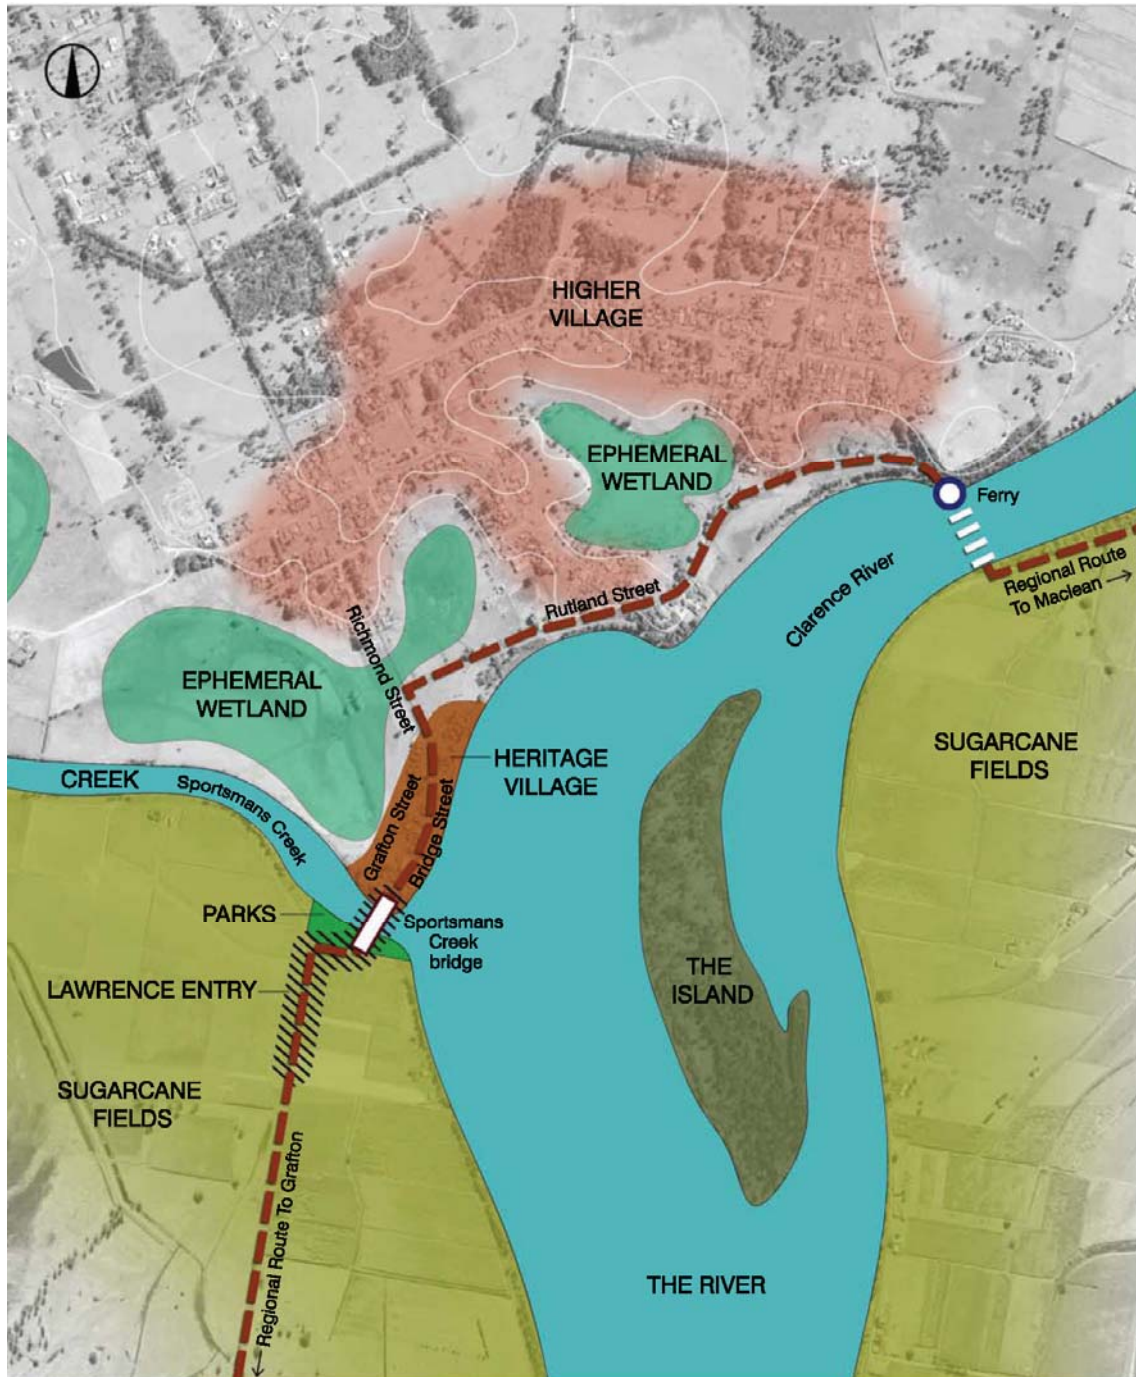 HIGHER
VILLAGE
EPHEMERAL
WETLAND
Ferry
Regional Route
To Maclean
Clarence River
Rutland Street
Richmond Street
EPHEMERAL
WETLAND
HERITAGE
VILLAGE
SUGARCANE
FIELDS
CREEK
Sportsmans Creek
Grafton Street
Bridge Street
PARKS
Sportsmans
Creek
bridge
LAWRENCE ENTRY
THE
ISLAND
SUGARCANE
FIELDS
Regional Route To Grafton
THE RIVER